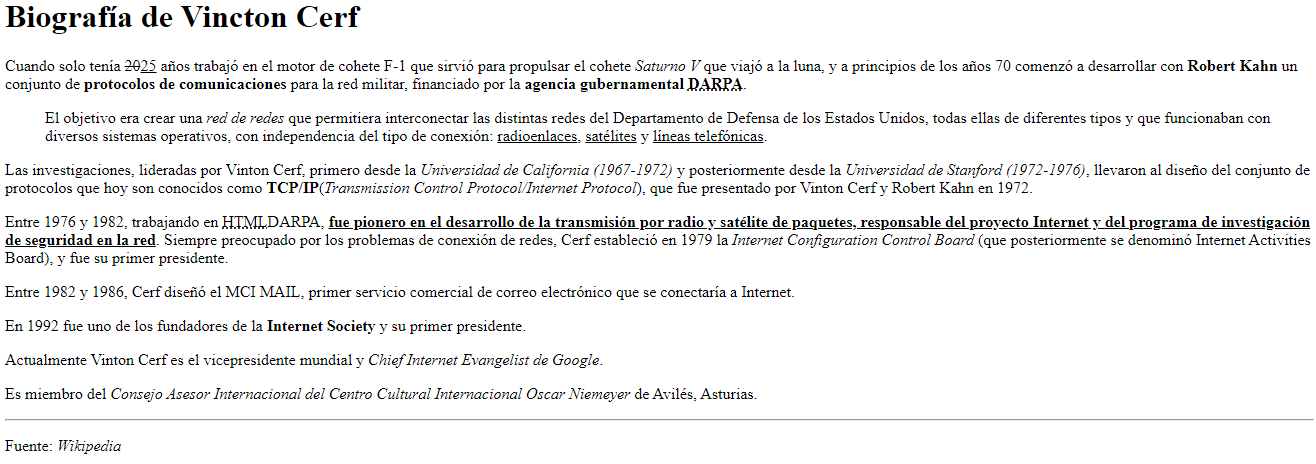 Biografía de Vincton Cerf
Cuando solo tenía 2025 años trabajó en el motor de cohete F-1 que sirvió para propulsar el cohete Saturno V que viajó a la luna, y a principios de los años 70 comenzó a desarrollar con Robert Kahn un
conjunto de protocolos de comunicaciones para la red militar, financiado por la agencia gubernamental DARPA.
El objetivo era crear una red de redes que permitiera interconectar las distintas redes del Departamento de Defensa de los Estados Unidos, todas ellas de diferentes tipos y que funcionaban con
diversos sistemas operativos, con independencia del tipo de conexión: radioenlaces, satélites y líneas telefónicas.
Las investigaciones, lideradas por Vinton Cerf, primero desde la Universidad de California (1967-1972) y posteriormente desde la Universidad de Stanford (1972-1976), llevaron al diseño del conjunto de
protocolos que hoy son conocidos como TCP/IP(Transmission Control Protocol/Internet Protocol), que fue presentado por Vinton Cerf y Robert Kahn en 1972.
Entre 1976 y 1982, trabajando en HTMLDARPA, fue pionero en el desarrollo de la transmisión por radio y satélite de paquetes, responsable del proyecto Internet y del programa de investigación
de seguridad en la red. Siempre preocupado por los problemas de conexión de redes, Cerf estableció en 1979 la Internet Configuration Control Board (que posteriormente se denominó Internet Activities
Board), y fue su primer presidente.
Entre 1982 y 1986, Cerf diseñó el MCI MAIL, primer servicio comercial de correo electrónico que se conectaría a Internet.
En 1992 fue uno de los fundadores de la Internet Society y su primer presidente.
Actualmente Vinton Cerf es el vicepresidente mundial y Chief Internet Evangelist de Google.
Es miembro del Consejo Asesor Internacional del Centro Cultural Internacional Oscar Niemeyer de Avilés, Asturias.
Fuente: Wikipedia